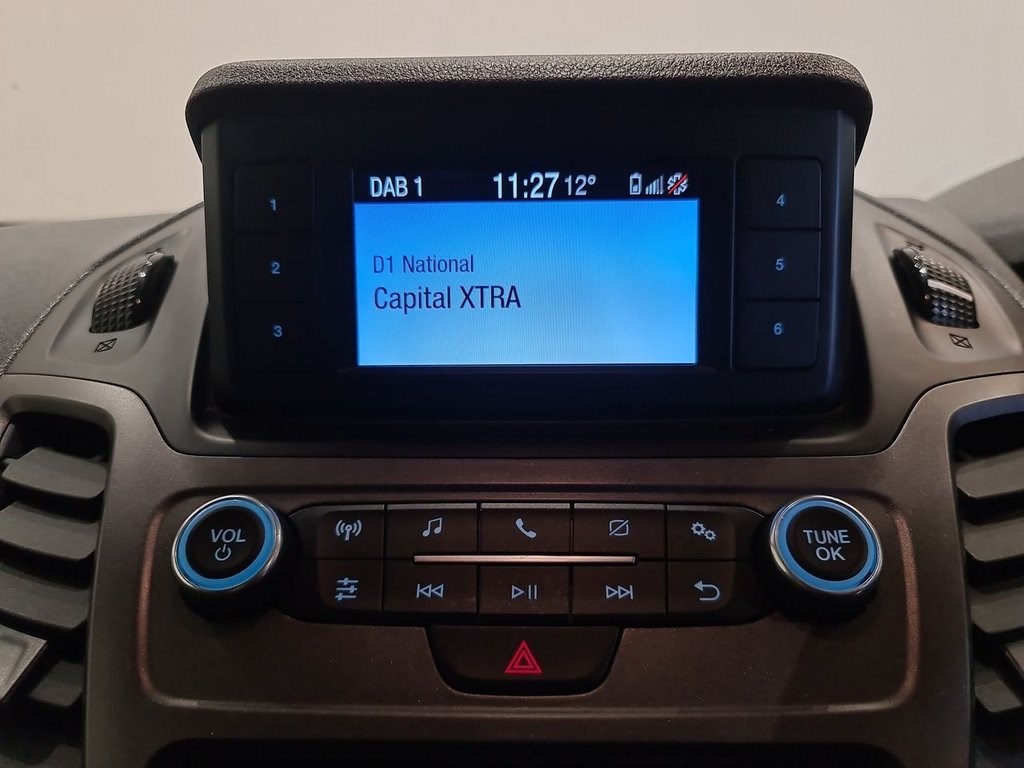 DAB 1 11:27 12°
D1 National
Capital XTRA
1
2
3
4
5
6
VOL
TUNE
OK